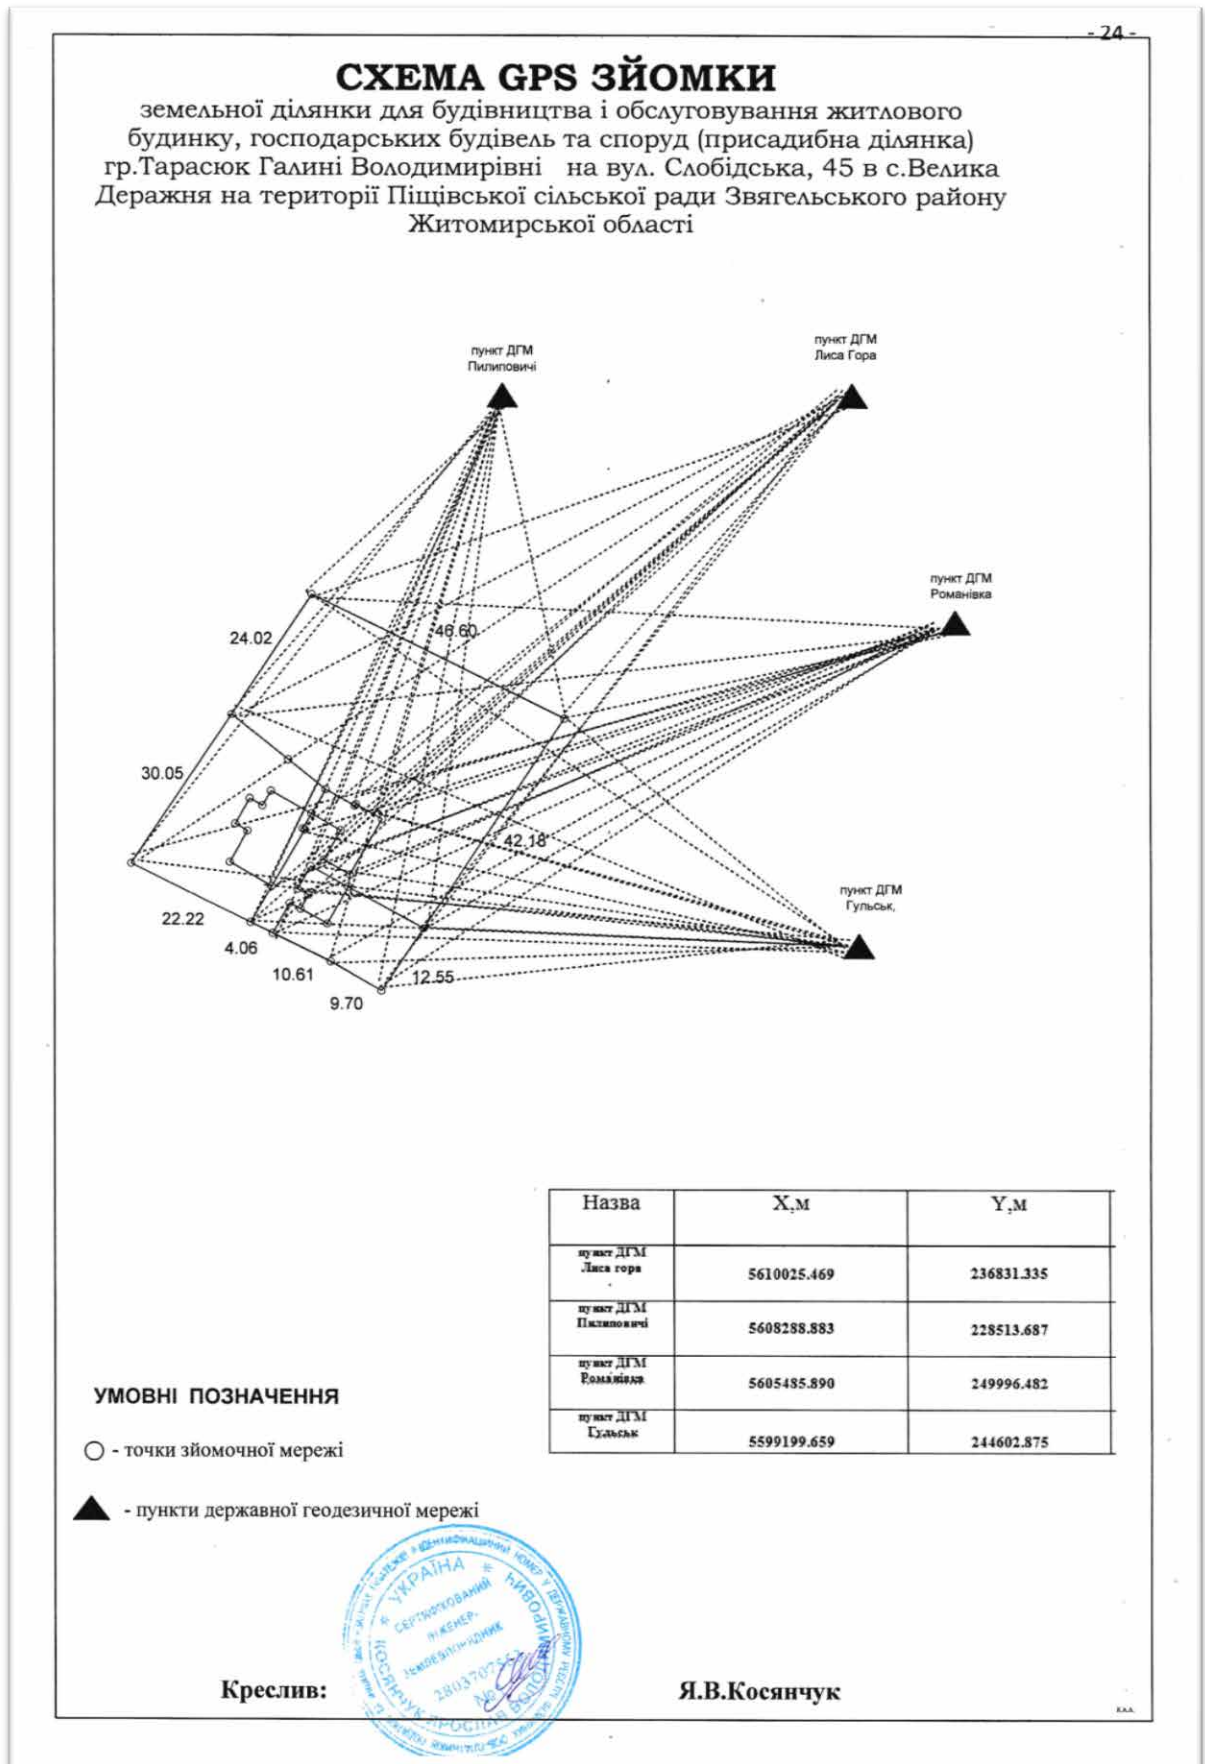 - 24 -
СХЕМА GPS ЗЙОМКИ
земельної ділянки для будівництва і обслуговування житлового
будинку, господарських будівель та споруд (присадибна ділянка)
гр.Тарасюк Галині Володимирівні на вул. Слобідська, 45 в с.Велика
Деражня на території Піщівської сільської ради Звягельського району
Житомирської області
пункт ДГМ
Лиса Гора
пункт ДГМ
Пилиповичі
пункт ДГМ
Романівка
24.02
46.60
30.05
42.18
пункт ДГМ
Гульськ,
22.22
4.06
10.61
12.55
9.70
Назва X,м Y,м
пункт ДГМ
Лиса гора 5610025.469 236831.335
пункт ДГМ
Пилиповичі 5608288.883 228513.687
пункт ДГМ
Романівка 5605485.890 249996.482
пункт ДГМ
Гульськ 5599199.659 244602.875
УМОВНІ ПОЗНАЧЕННЯ
- точки зйомочної мережі
- пункти державної геодезичної мережі
УКРАЇНА
СЕРТИФІКОВАНИЙ
ІНЖЕНЕР-
ЗЕМЛЕВПОРЯДНИК
КОСЯНЧУК ЯРОСЛАВ ВОЛОДИМИРОВИЧ
Креслив: Я.В.Косянчук